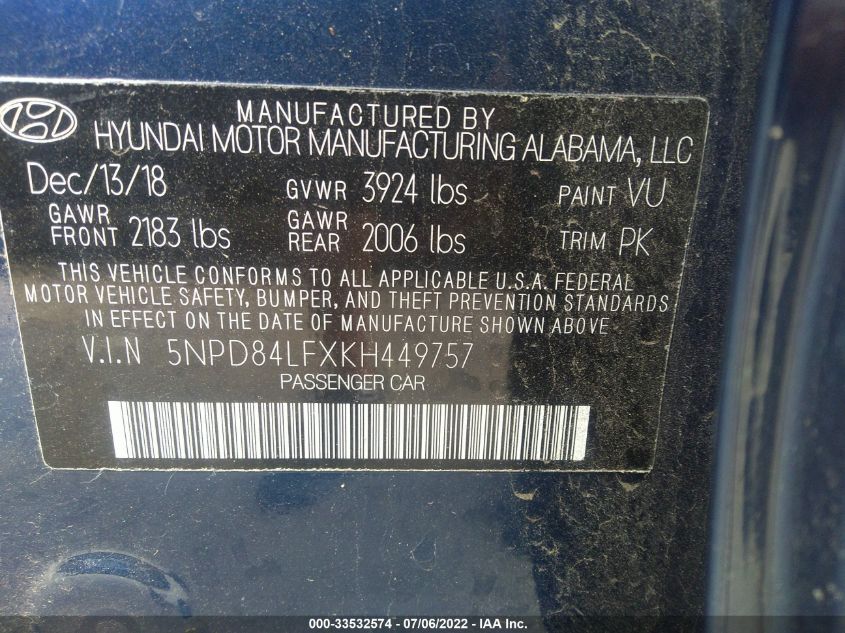 MANUFACTURED BY
HYUNDAI MOTOR MANUFACTURING ALABAMA, LLC
Dec/13/18 GVWR 3924 lbs PAINT VU
GAWR FRONT 2183 lbs GAWR REAR 2006 lbs TRIM PK
THIS VEHICLE CONFORMS TO ALL APPLICABLE U.S.A. FEDERAL
MOTOR VEHICLE SAFETY, BUMPER, AND THEFT PREVENTION STANDARDS
IN EFFECT ON THE DATE OF MANUFACTURE SHOWN ABOVE
V.I.N 5NPD84LFXKH449757
PASSENGER CAR
000-33532574 - 07/06/2022 - IAA, Inc.